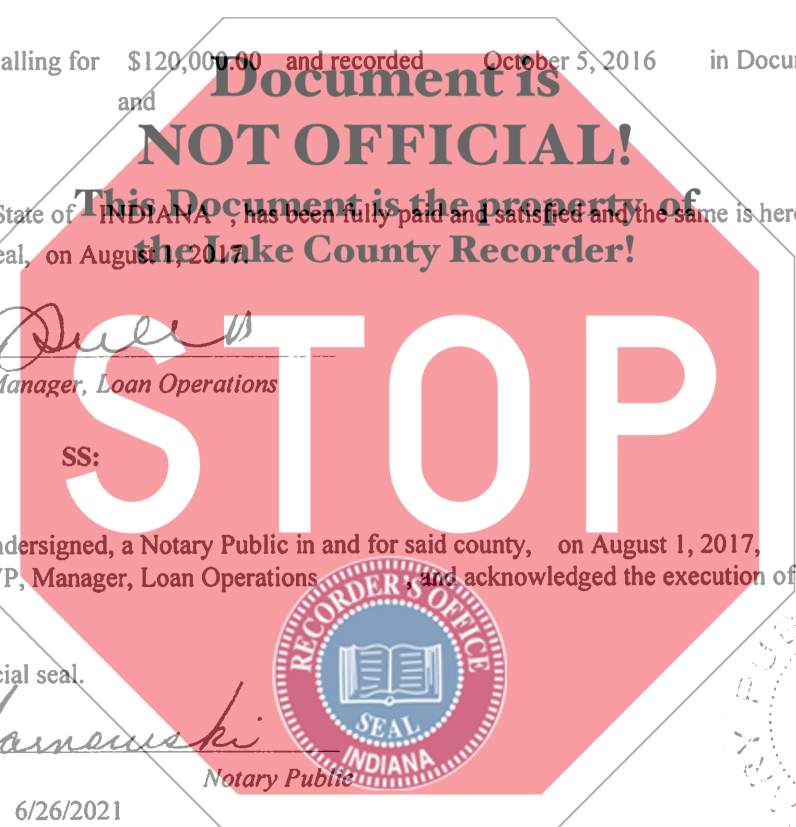 alling for $120,000.00 and recorded October 5, 2016 in Docu
Document is
and
NOT OFFICIAL!
This Document is the property of
State of INDIANA , has been fully paid and satisfied and the same is her
the Lake County Recorder!
eal, on August 1, 2017.
STOP
Manager, Loan Operations
SS:
ndersigned, a Notary Public in and for said county, on August 1, 2017,
VP, Manager, Loan Operations , and acknowledged the execution of
RECORDER'S OFFICE
SEAL
INDIANA
cial seal.
Notary Public
6/26/2021